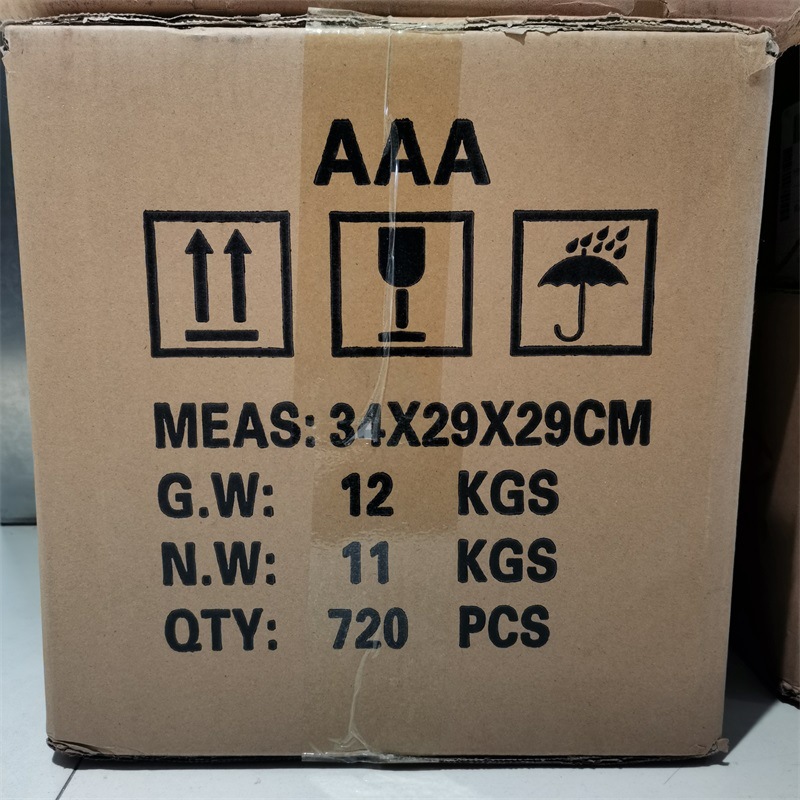 AAA
MEAS: 34X29X29CM
G.W: 12 KGS
N.W: 11 KGS
QTY: 720 PCS